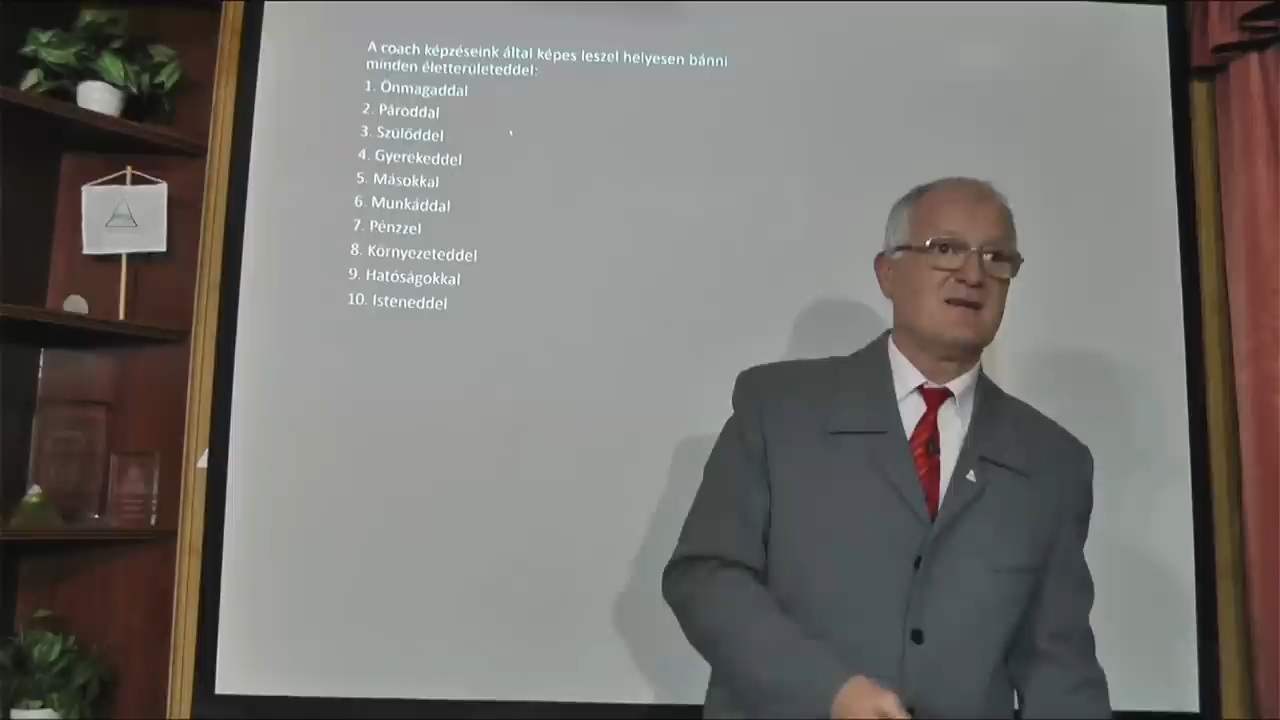 A coach képzéseink által képes leszel helyesen bánni
minden életterületeddel:
1. Önmagaddal
2. Pároddal
3. Szülőddel
4. Gyerekeddel
5. Másokkal
6. Munkáddal
7. Pénzzel
8. Környezeteddel
9. Hatóságokkal
10. Isteneddel